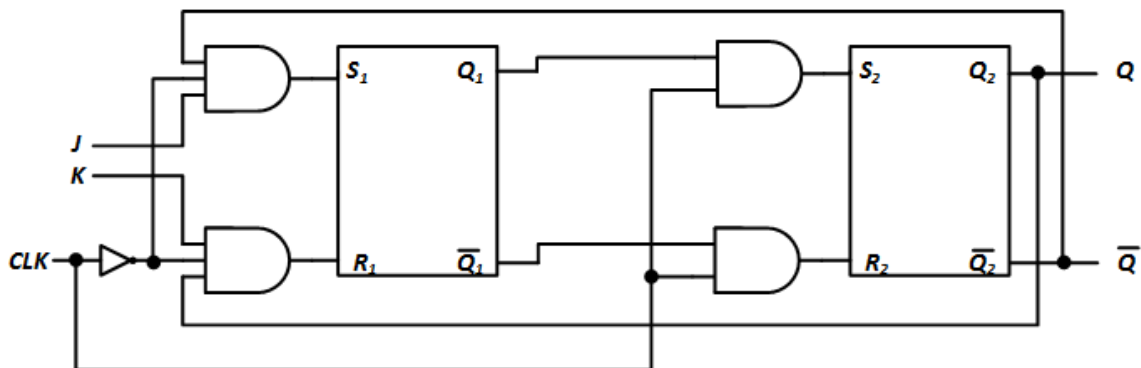 S₁ Q₁ S₂ Q₂ Q
J
K
CLK R₁ Q̅₁ R₂ Q̅₂ Q̅